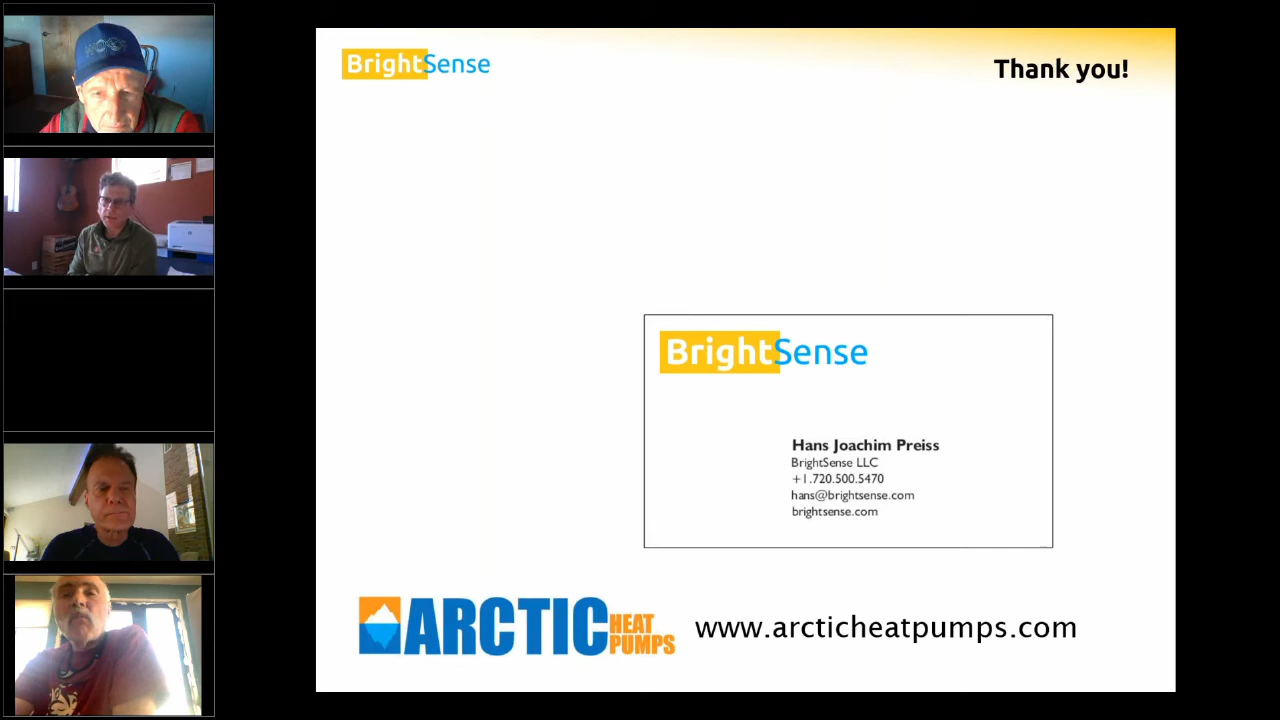 BrightSense
Thank you!
BrightSense
Hans Joachim Preiss
BrightSense LLC
+1.720.500.5470
hans@brightsense.com
brightsense.com
ARCTIC HEAT PUMPS
www.arcticheatpumps.com